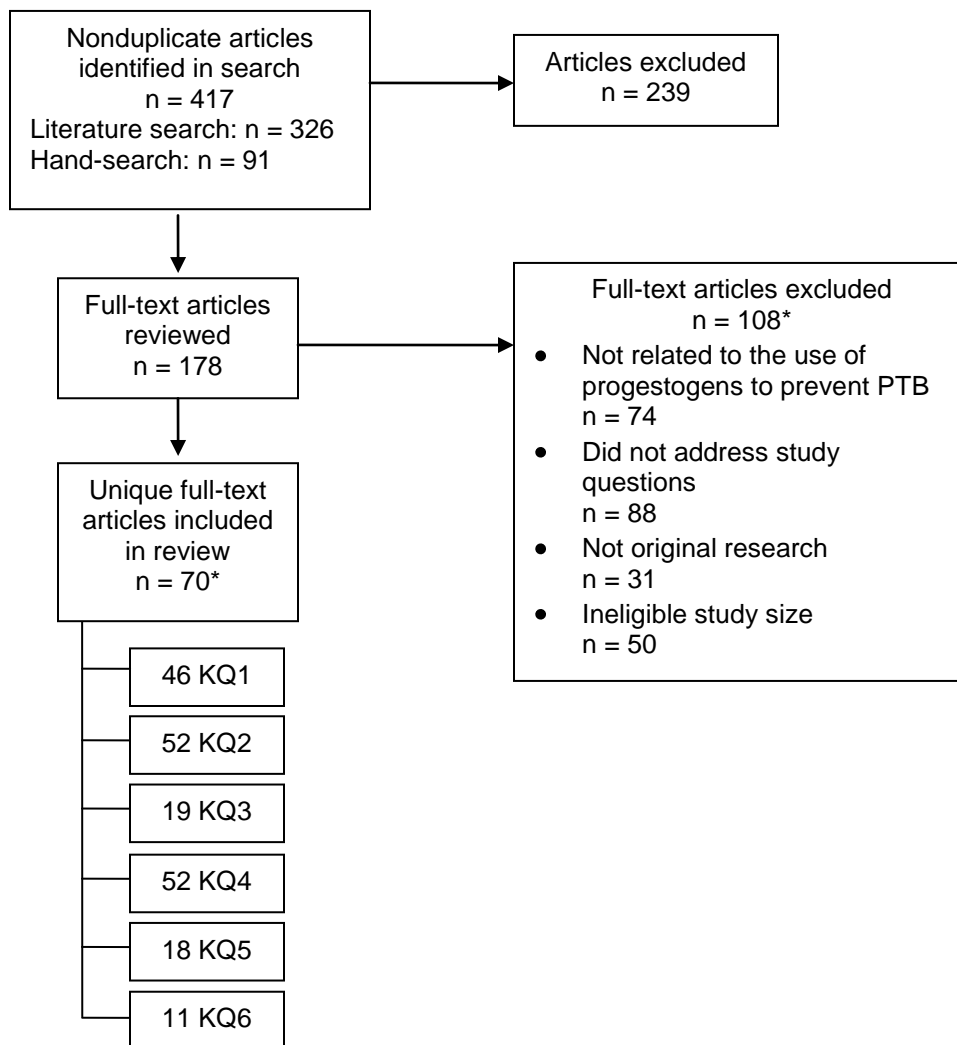 Nonduplicate articles
identified in search
n = 417
Literature search: n = 326
Hand-search: n = 91
Articles excluded
n = 239
Full-text articles
reviewed
n = 178
Full-text articles excluded
n = 108*
● Not related to the use of
progestogens to prevent PTB
n = 74
● Did not address study
questions
n = 88
● Not original research
n = 31
● Ineligible study size
n = 50
Unique full-text
articles included
in review
n = 70*
46 KQ1
52 KQ2
19 KQ3
52 KQ4
18 KQ5
11 KQ6